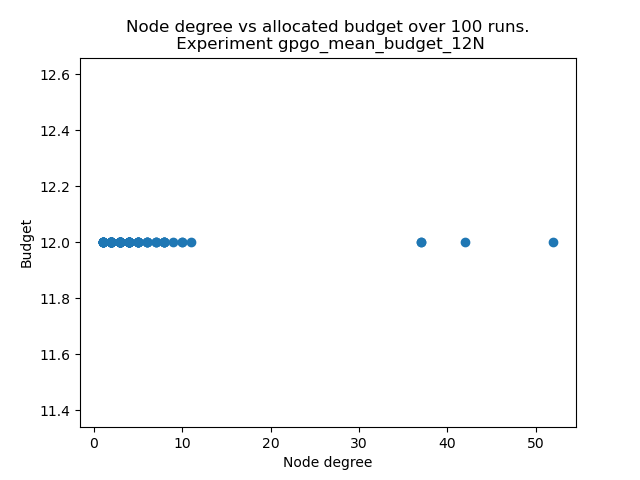 Node degree vs allocated budget over 100 runs.
Experiment gpgo_mean_budget_12N
12.6
12.4
12.2
12.0
11.8
11.6
11.4
Budget
0 10 20 30 40 50
Node degree